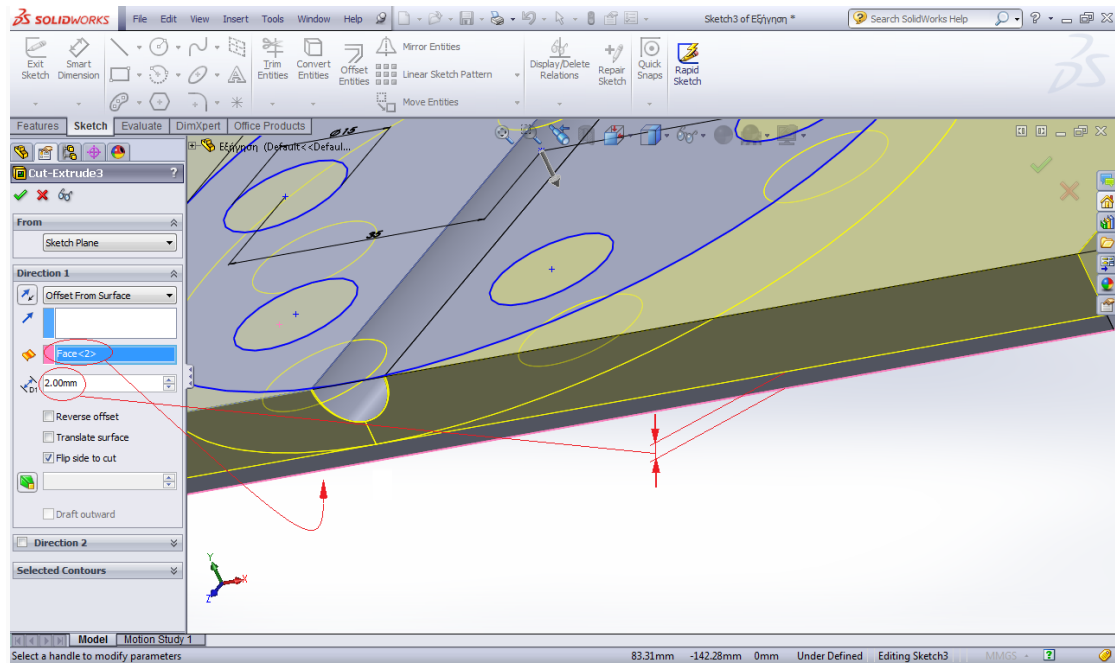 SOLIDWORKS File Edit View Insert Tools Window Help Sketch3 of Εξήγηση * Search SolidWorks Help
Exit Sketch
Smart Dimension
Trim Entities
Convert Entities
Offset Entities
Mirror Entities
Linear Sketch Pattern
Move Entities
Display/Delete Relations
Repair Sketch
Quick Snaps
Rapid Sketch
Features Sketch Evaluate DimXpert Office Products
Εξήγηση (Default<<Defaul...
Cut-Extrude3 ?
From
Sketch Plane
Direction 1
Offset From Surface
Face<2>
D1 2.00mm
Reverse offset
Translate surface
Flip side to cut
Draft outward
Direction 2
Selected Contours
Ø15
35
Y
X
Z
Model Motion Study 1
Select a handle to modify parameters 83.31mm -142.28mm 0mm Under Defined Editing Sketch3 MMGS